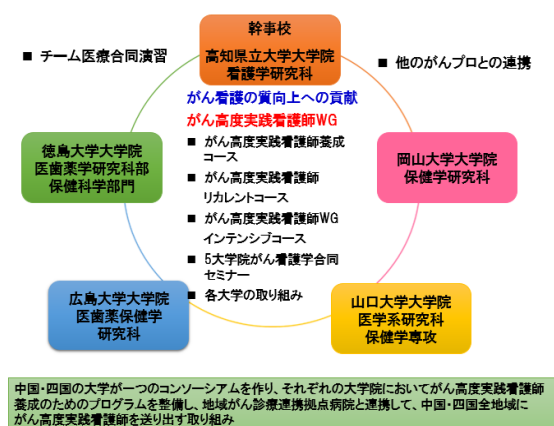 幹事校
高知県立大学大学院
看護学研究科
■ チーム医療合同演習
■ 他のがんプロとの連携
がん看護の質向上への貢献
がん高度実践看護師WG
■ がん高度実践看護師養成
コース
■ がん高度実践看護師
リカレントコース
■ がん高度実践看護師WG
インテンシブコース
■ 5大学院がん看護学合同
セミナー
■ 各大学の取り組み
徳島大学大学院
医歯薬学研究科部
保健科学部門
岡山大学大学院
保健学研究科
広島大学大学院
医歯薬保健学
研究科
山口大学大学院
医学系研究科
保健学専攻
中国・四国の大学が一つのコンソーシアムを作り、それぞれの大学院においてがん高度実践看護師
養成のためのプログラムを整備し、地域がん診療連携拠点病院と連携して、中国・四国全地域に
がん高度実践看護師を送り出す取り組み